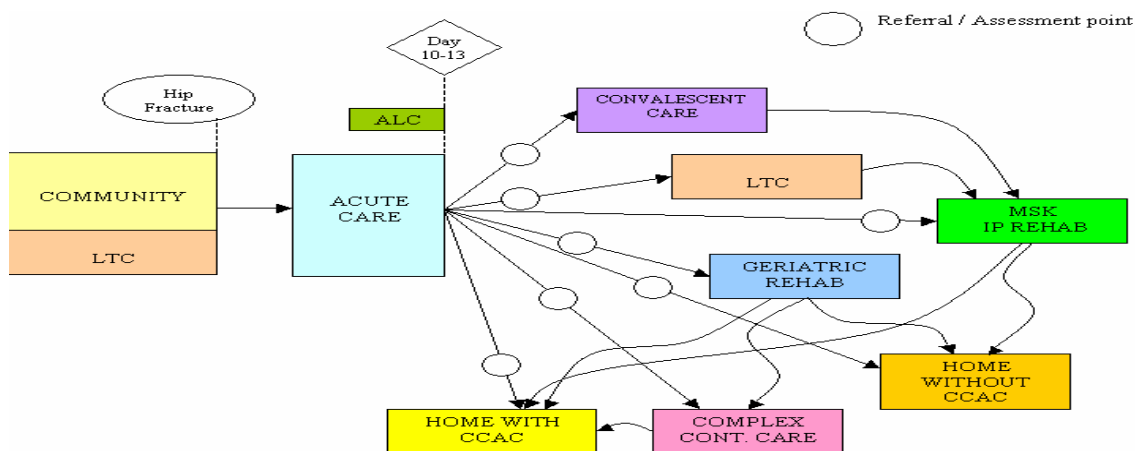 Referral / Assessment point
Day
10-13
Hip
Fracture
ALC
CONVALESCENT
CARE
COMMUNITY
ACUTE
CARE
LTC
MSK
IP REHAB
LTC
GERIATRIC
REHAB
HOME
WITHOUT
CCAC
HOME WITH
CCAC
COMPLEX
CONT. CARE